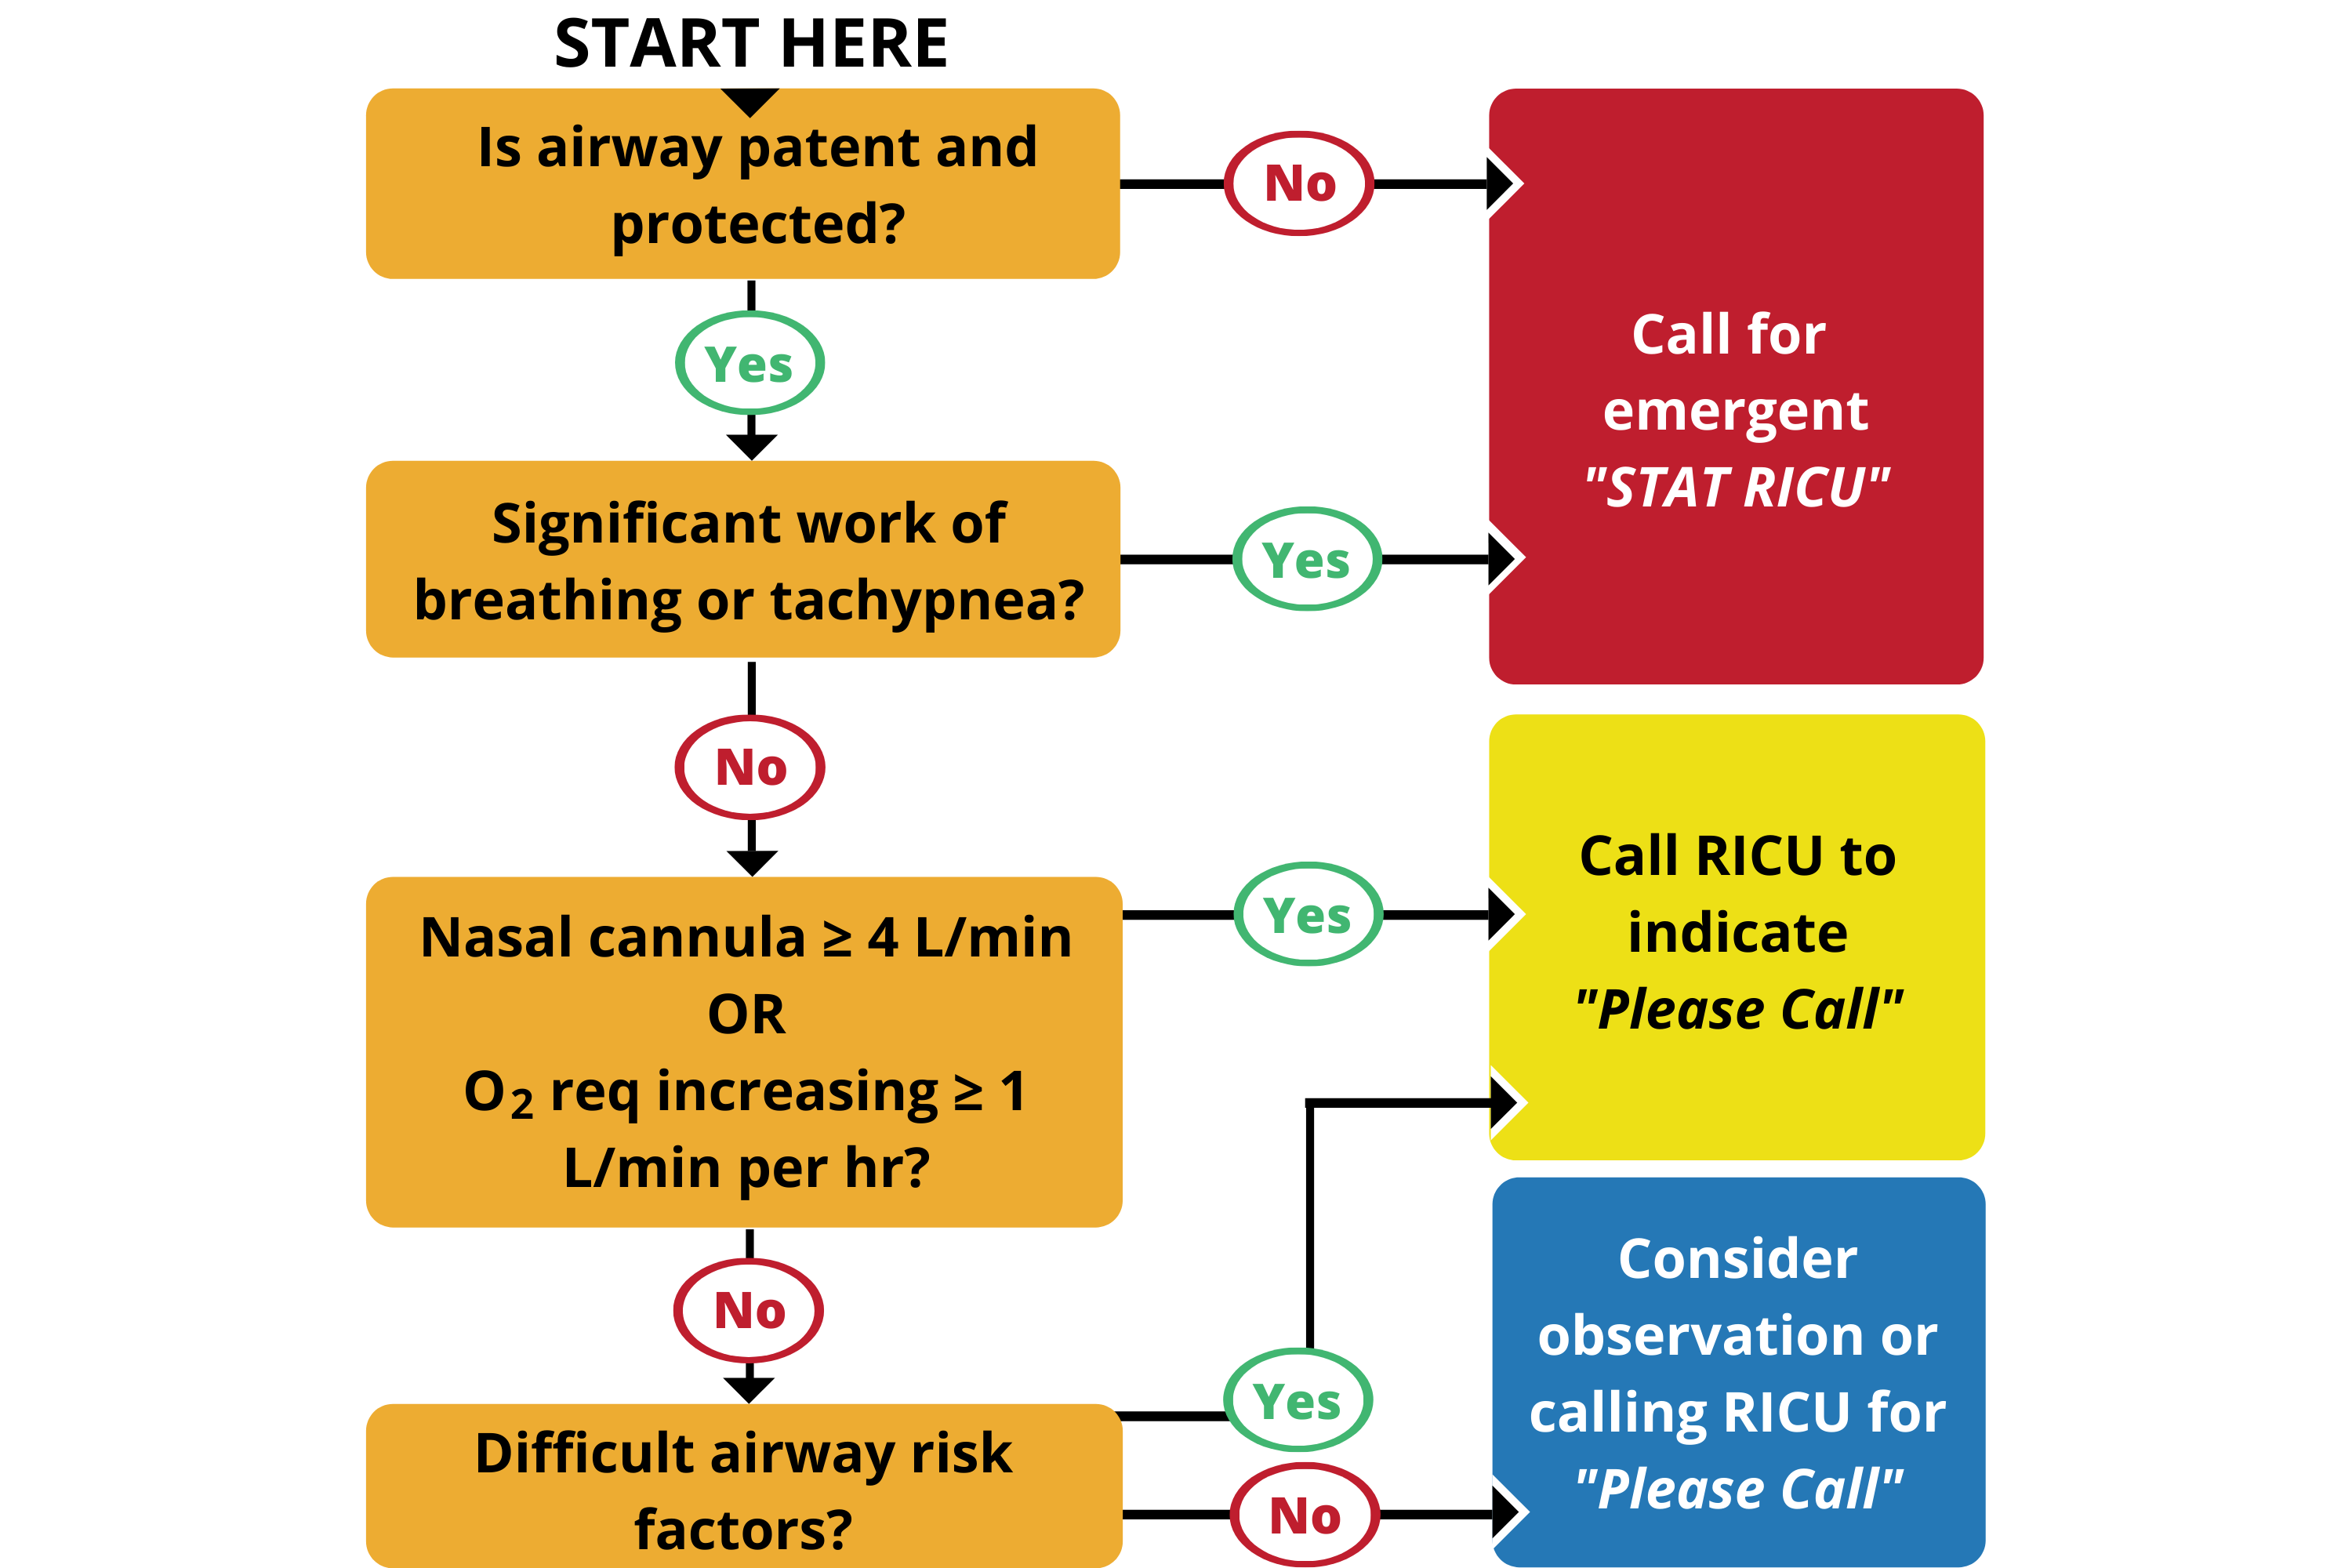 START HERE
Is airway patent and
protected?
No
Yes
Call for
emergent
"STAT RICU"
Significant work of
breathing or tachypnea?
Yes
No
Nasal cannula ≥ 4 L/min
OR
O₂ req increasing ≥ 1
L/min per hr?
Yes
Call RICU to
indicate
"Please Call"
No
Difficult airway risk
factors?
Yes
No
Consider
observation or
calling RICU for
"Please Call"